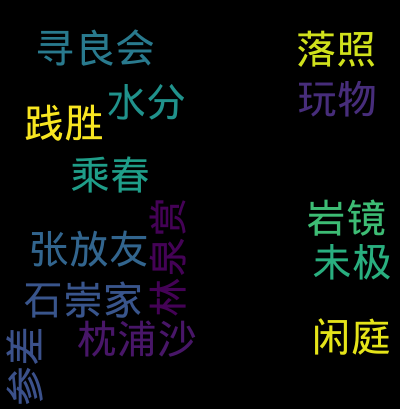 寻良会
落照
水分
玩物
践胜
乘春
林泉赏
岩镜
张放友
未极
石崇家
枕浦沙
闲庭
参差